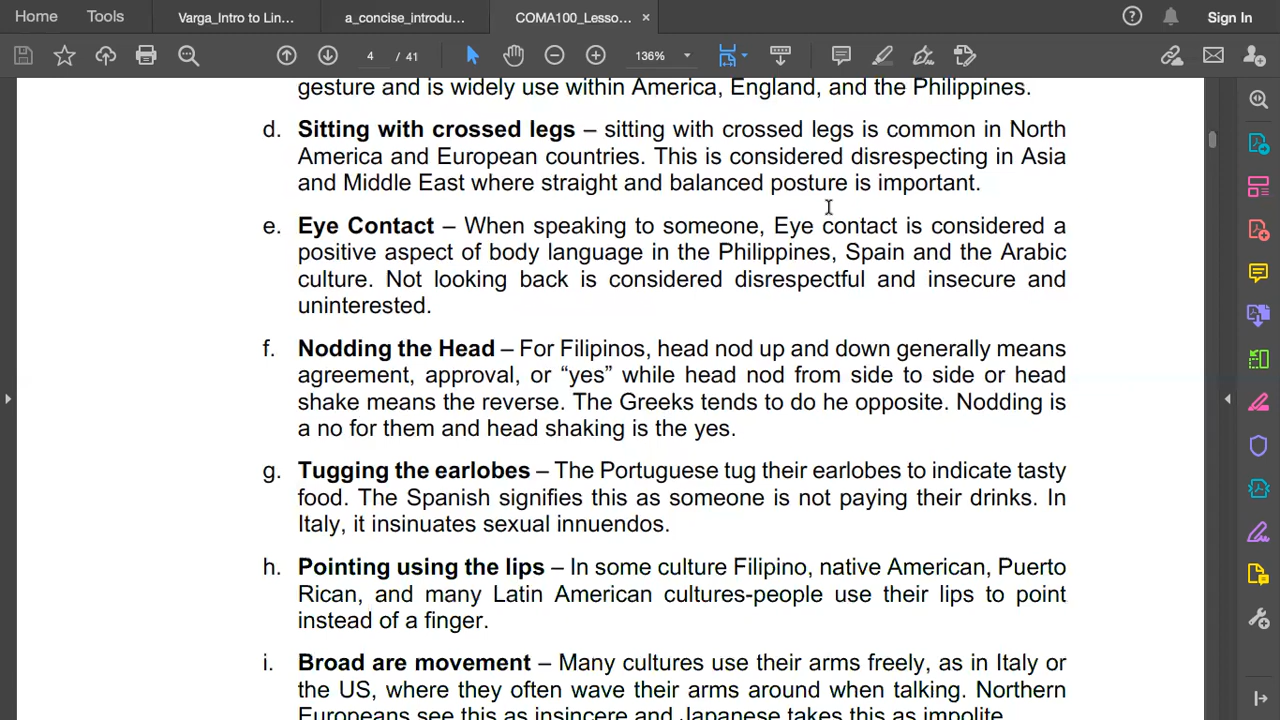 Home Tools Varga_Intro to Lin... a_concise_introdu... COMA100_Lesso... × Sign In
4 / 41 136%
gesture and is widely use within America, England, and the Philippines.
d. Sitting with crossed legs – sitting with crossed legs is common in North
America and European countries. This is considered disrespecting in Asia
and Middle East where straight and balanced posture is important.
e. Eye Contact – When speaking to someone, Eye contact is considered a
positive aspect of body language in the Philippines, Spain and the Arabic
culture. Not looking back is considered disrespectful and insecure and
uninterested.
f. Nodding the Head – For Filipinos, head nod up and down generally means
agreement, approval, or “yes” while head nod from side to side or head
shake means the reverse. The Greeks tends to do he opposite. Nodding is
a no for them and head shaking is the yes.
g. Tugging the earlobes – The Portuguese tug their earlobes to indicate tasty
food. The Spanish signifies this as someone is not paying their drinks. In
Italy, it insinuates sexual innuendos.
h. Pointing using the lips – In some culture Filipino, native American, Puerto
Rican, and many Latin American cultures-people use their lips to point
instead of a finger.
i. Broad are movement – Many cultures use their arms freely, as in Italy or
the US, where they often wave their arms around when talking. Northern
Europeans see this as insincere and Japanese takes this as impolite.